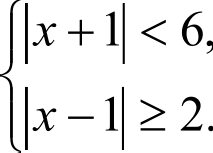 |x + 1| < 6,
|x − 1| ≥ 2.